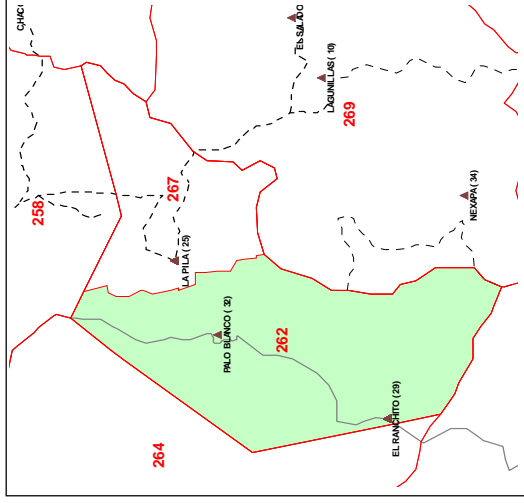 CHAC
258
264
267
LA PILA ( 25)
PALO BLANCO ( 32)
262
EL SALADO
LAGUNILLAS ( 10)
269
EL RANCHITO ( 29)
NEXAPA ( 34)